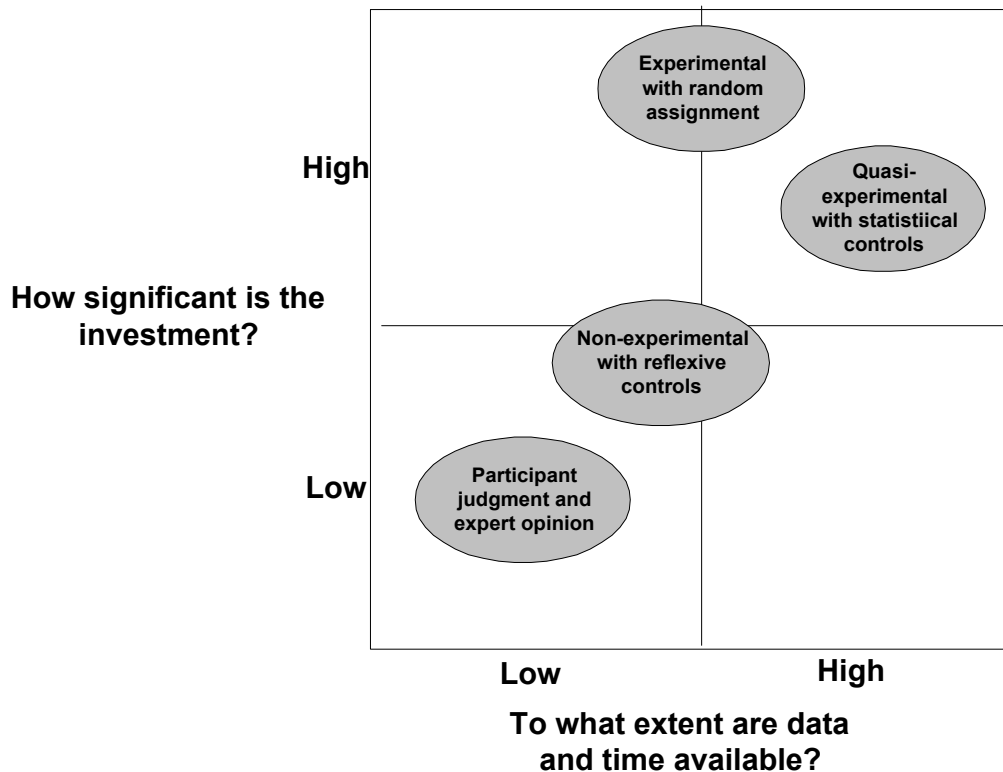 Experimental
with random
assignment
High
Quasi-
experimental
with statistiical
controls
How significant is the
investment?
Non-experimental
with reflexive
controls
Low
Participant
judgment and
expert opinion
Low
High
To what extent are data
and time available?